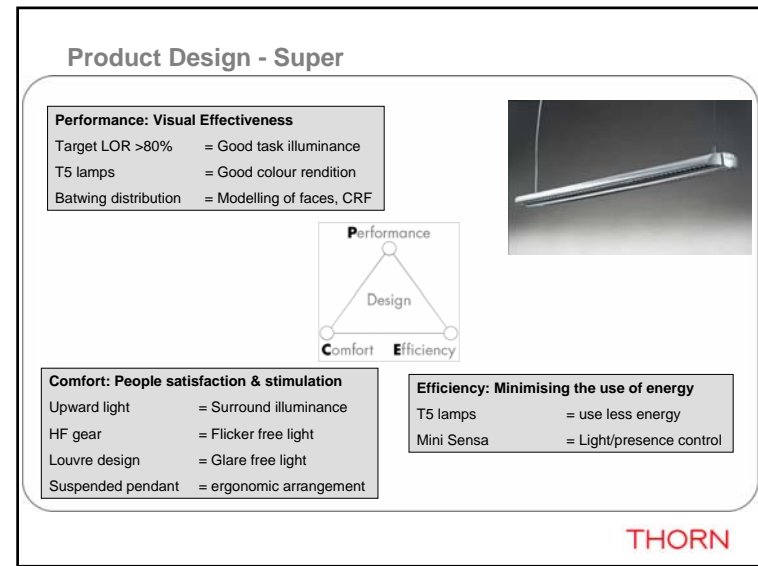 Product Design - Super
Performance: Visual Effectiveness
Target LOR >80% = Good task illuminance
T5 lamps = Good colour rendition
Batwing distribution = Modelling of faces, CRF
Performance
Design
Comfort Efficiency
Comfort: People satisfaction & stimulation
Upward light = Surround illuminance
HF gear = Flicker free light
Louvre design = Glare free light
Suspended pendant = ergonomic arrangement
Efficiency: Minimising the use of energy
T5 lamps = use less energy
Mini Sensa = Light/presence control
THORN